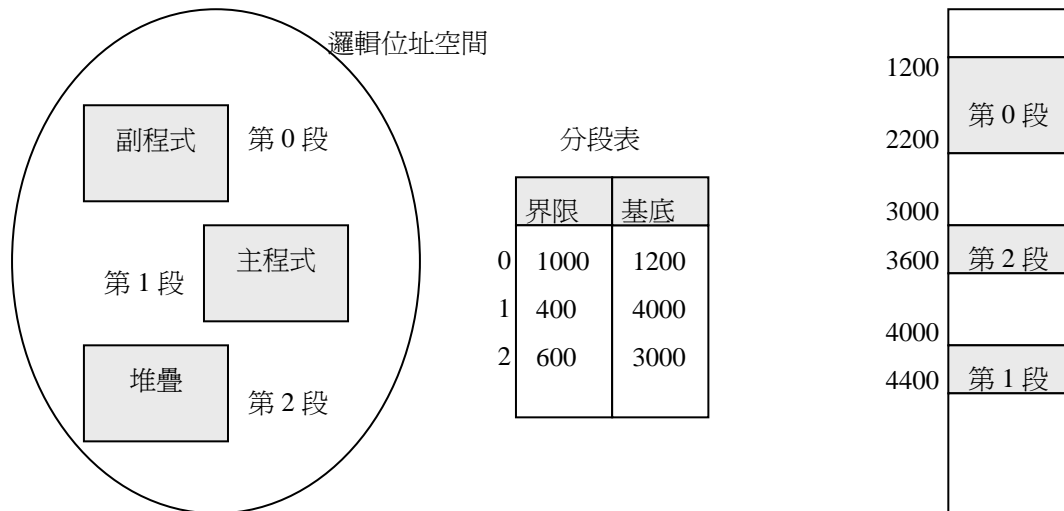 邏輯位址空間
副程式 第 0 段
主程式
第 1 段
堆疊
第 2 段
分段表
界限 基底
0 1000 1200
1 400 4000
2 600 3000
1200
第 0 段
2200
3000
3600 第 2 段
4000
4400 第 1 段